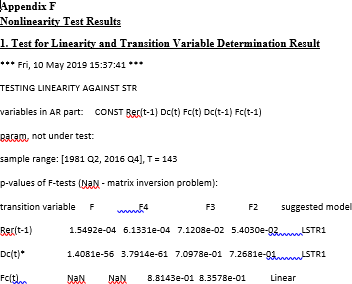 Appendix F
Nonlinearity Test Results
1. Test for Linearity and Transition Variable Determination Result
*** Fri, 10 May 2019 15:37:41 ***
TESTING LINEARITY AGAINST STR
variables in AR part: CONST Rer(t-1) Dc(t) Fc(t) Dc(t-1) Fc(t-1)
param. not under test:
sample range: [1981 Q2, 2016 Q4], T = 143
p-values of F-tests (NaN - matrix inversion problem):
transition variable F F4 F3 F2 suggested model
Rer(t-1) 1.5492e-04 6.1331e-04 7.1208e-02 5.4030e-02 LSTR1
Dc(t)* 1.4081e-56 3.7914e-61 7.0978e-01 7.2681e-01 LSTR1
Fc(t) NaN NaN 8.8143e-01 8.3578e-01 Linear